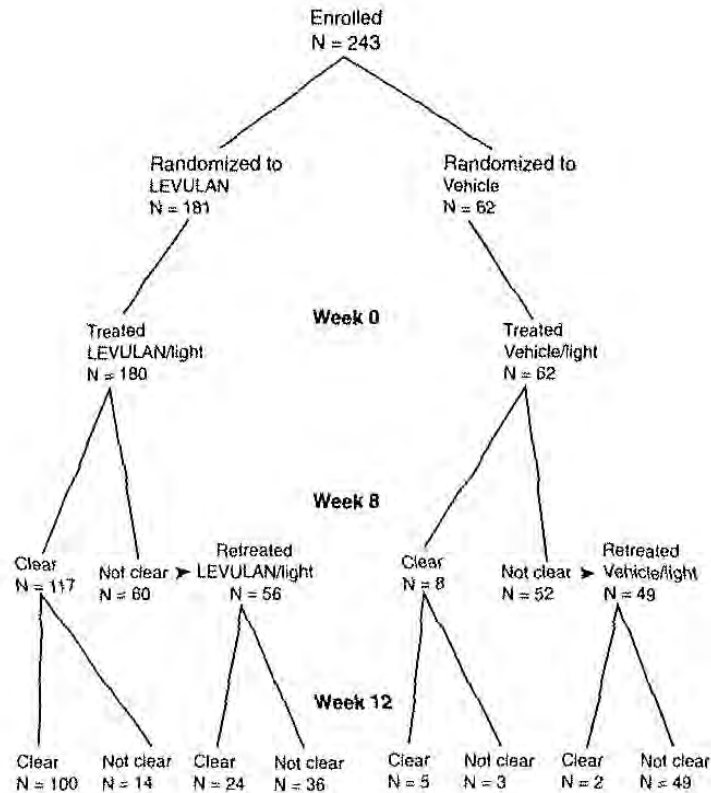 Enrolled
N = 243
Randomized to
LEVULAN
N = 181
Randomized to
Vehicle
N = 62
Week 0
Treated
LEVULAN/light
N = 180
Treated
Vehicle/light
N = 62
Week 8
Clear
N = 117
Not clear ➤
N = 60
Retreated
LEVULAN/light
N = 56
Clear
N = 8
Not clear ➤
N = 52
Retreated
Vehicle/light
N = 49
Week 12
Clear
N = 100
Not clear
N = 14
Clear
N = 24
Not clear
N = 36
Clear
N = 5
Not clear
N = 3
Clear
N = 2
Not clear
N = 49